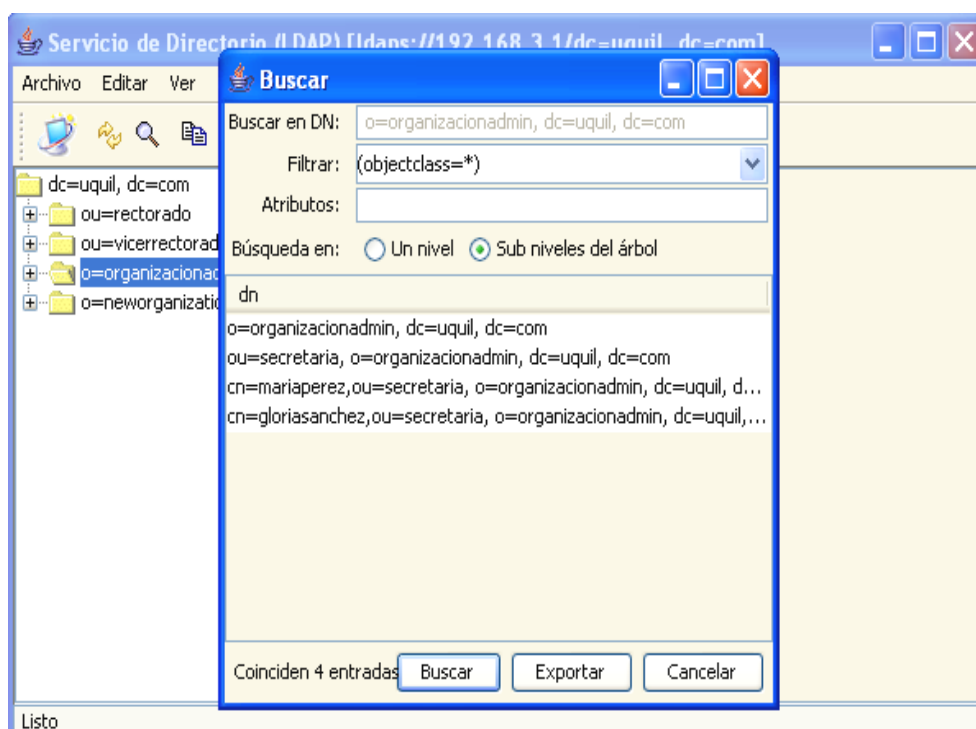 Servicio de Directorio (LDAP) [ldaps://192.168.3.1/dc=uquil, dc=com]
Archivo Editar Ver
Buscar
Buscar en DN: o=organizacionadmin, dc=uquil, dc=com
Filtrar: (objectclass=*)
Atributos:
Búsqueda en: Un nivel Sub niveles del árbol
dc=uquil, dc=com
ou=rectorado
ou=vicerrectorad
o=organizacionad
o=neworganizatio
dn
o=organizacionadmin, dc=uquil, dc=com
ou=secretaria, o=organizacionadmin, dc=uquil, dc=com
cn=mariaperez,ou=secretaria, o=organizacionadmin, dc=uquil, d...
cn=gloriasanchez,ou=secretaria, o=organizacionadmin, dc=uquil,...
Coinciden 4 entradas Buscar Exportar Cancelar
Listo